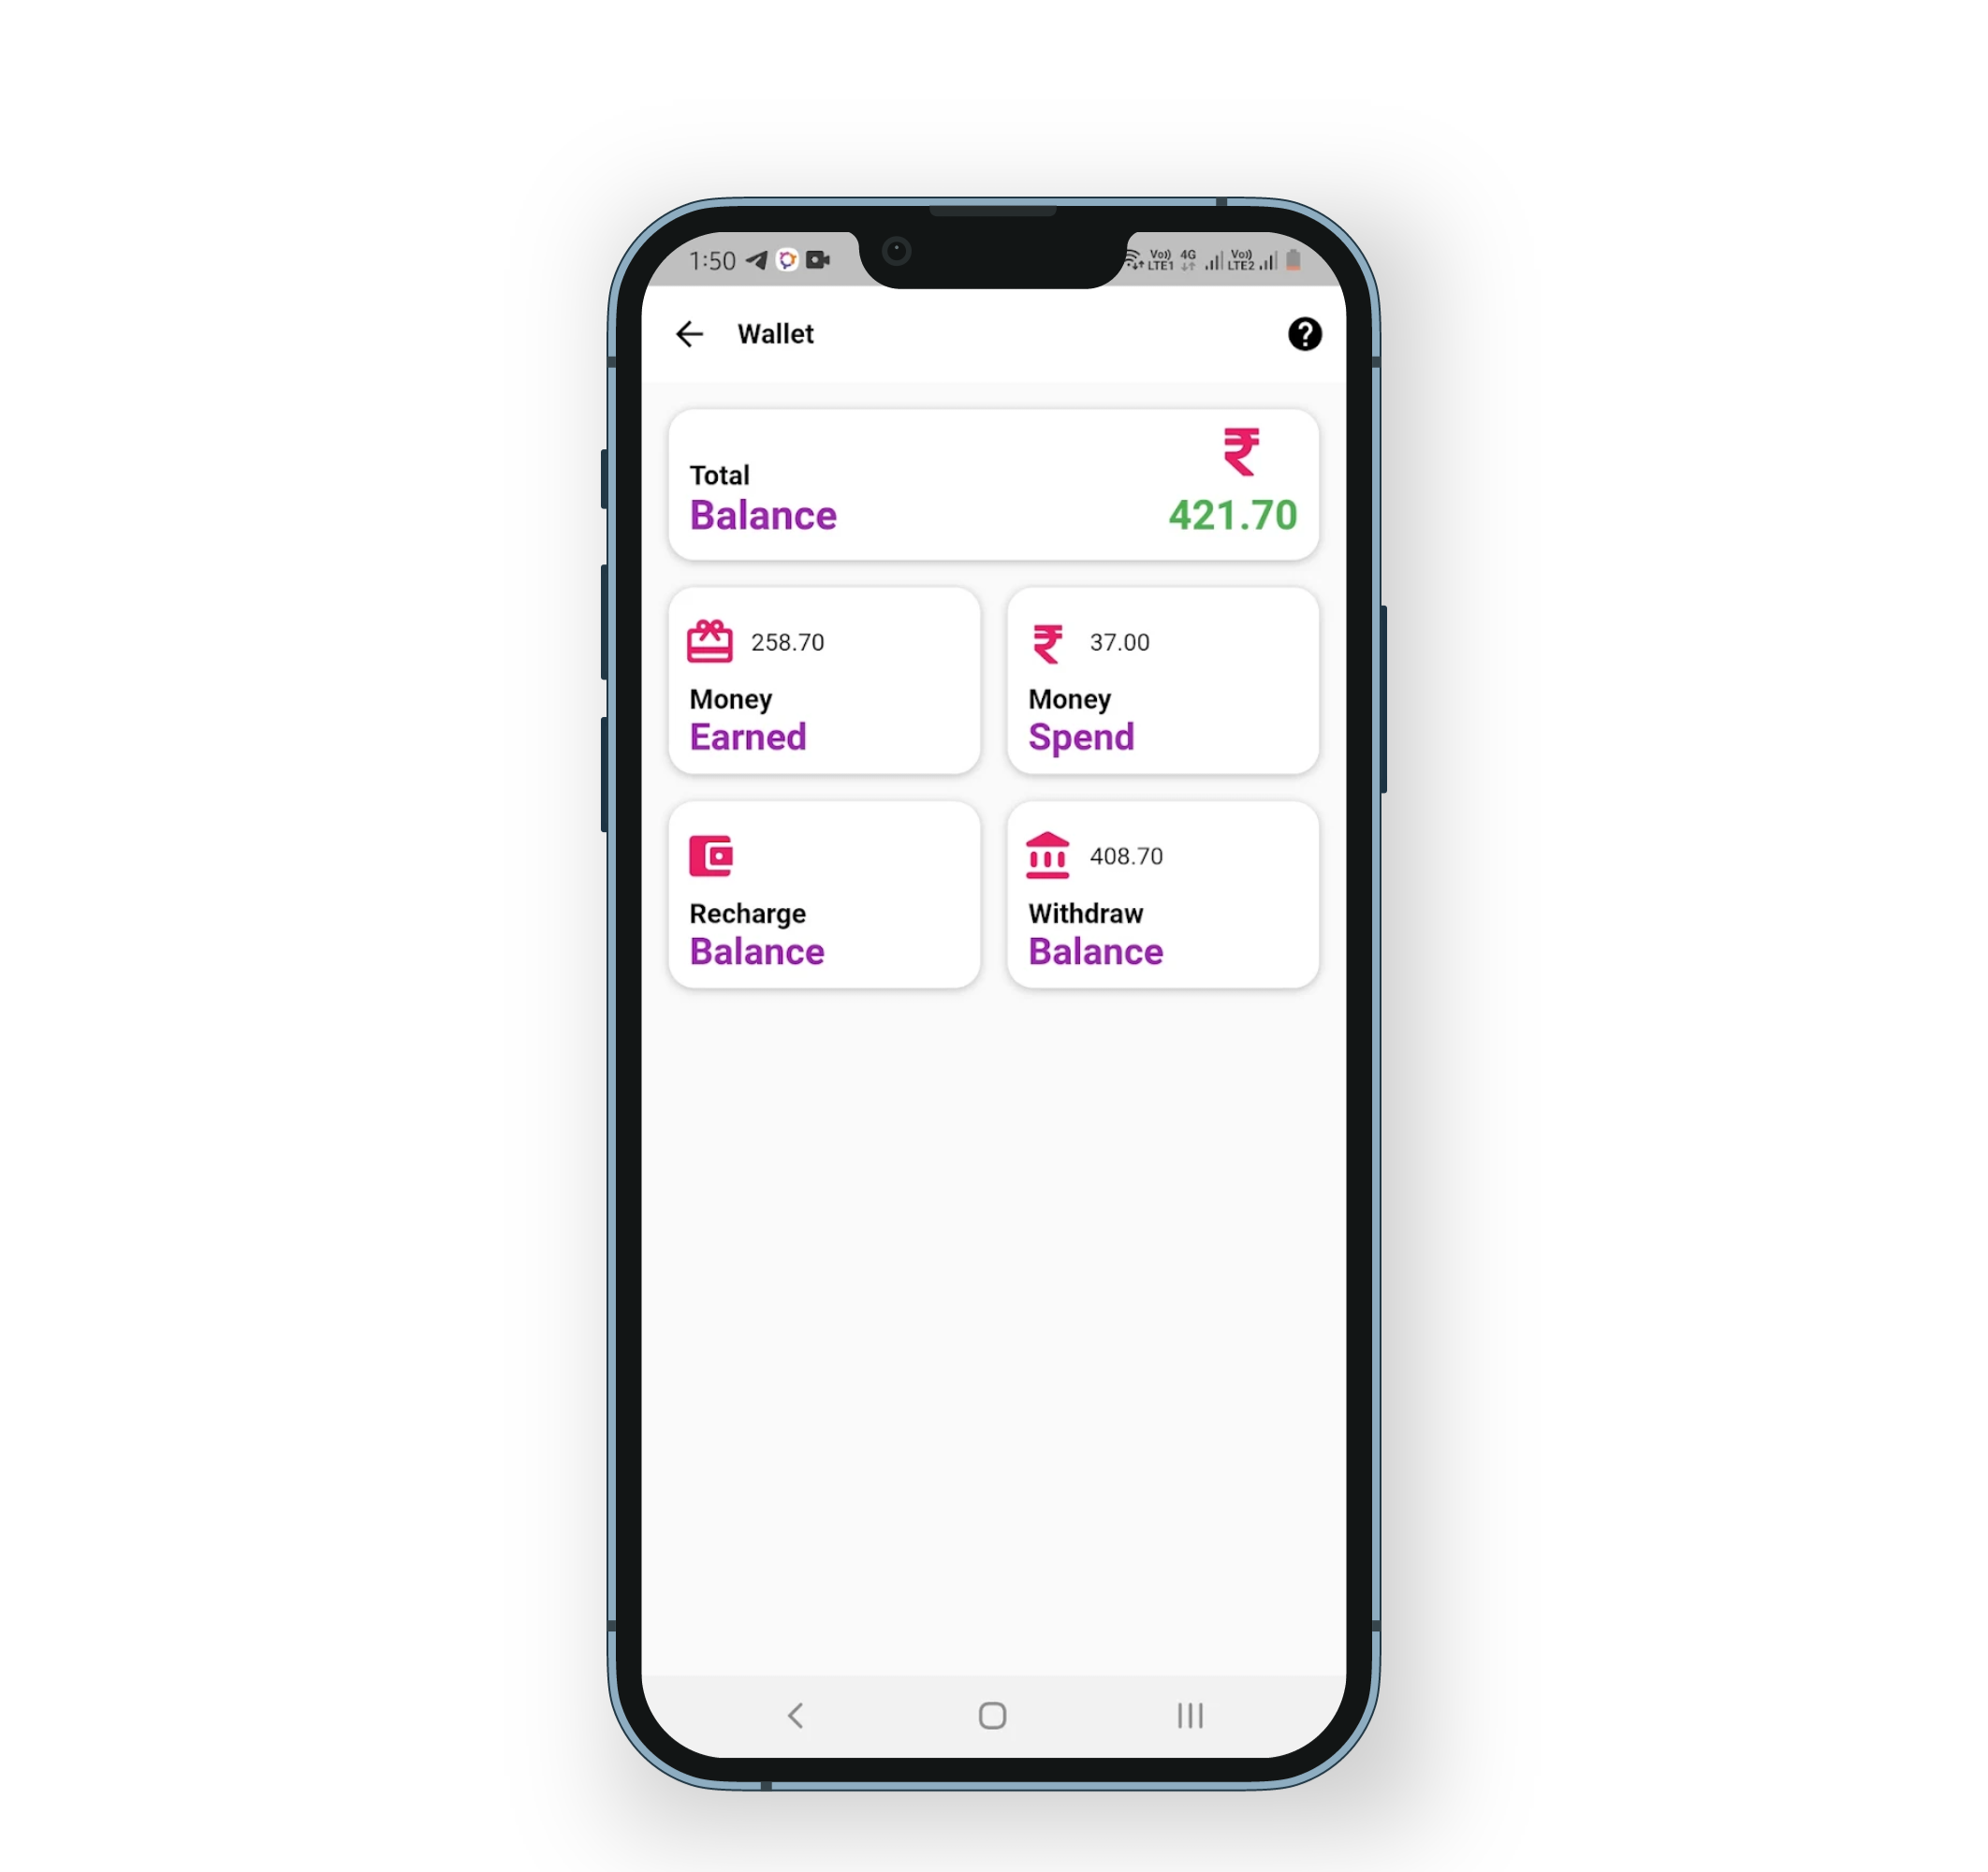 1:50
Vo)) LTE1 4G Vo)) LTE2
Wallet
₹
Total
Balance 421.70
258.70
Money
Earned
₹ 37.00
Money
Spend
Recharge
Balance
408.70
Withdraw
Balance